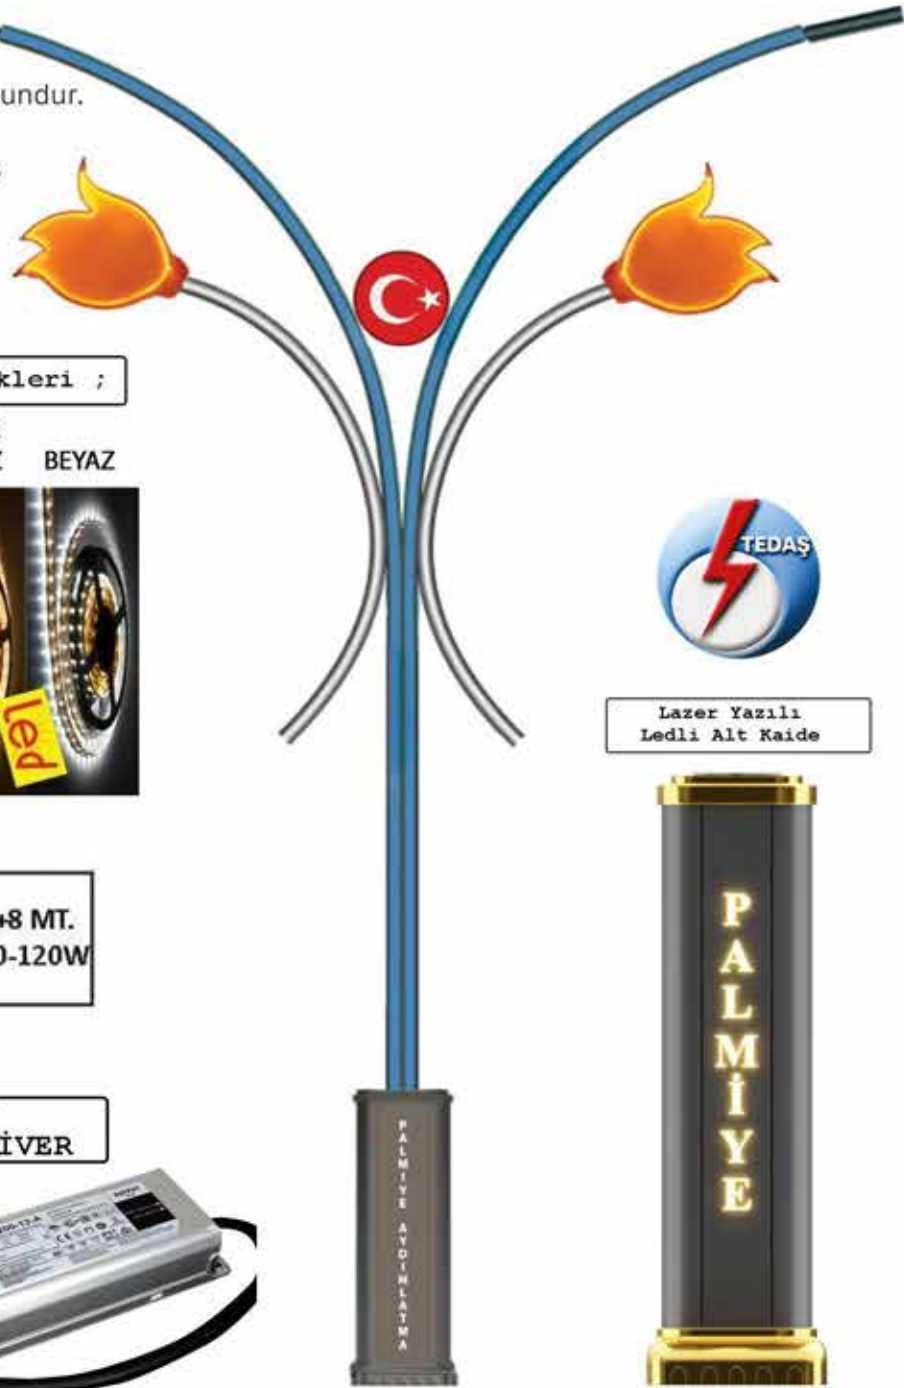 undur.
kleri ;
BEYAZ
led
TEDAŞ
Lazer Yazılı
Ledli Alt Kaide
+8 MT.
0-120W
İVER
PALMİYE
PALMİYE AYDINLATMA